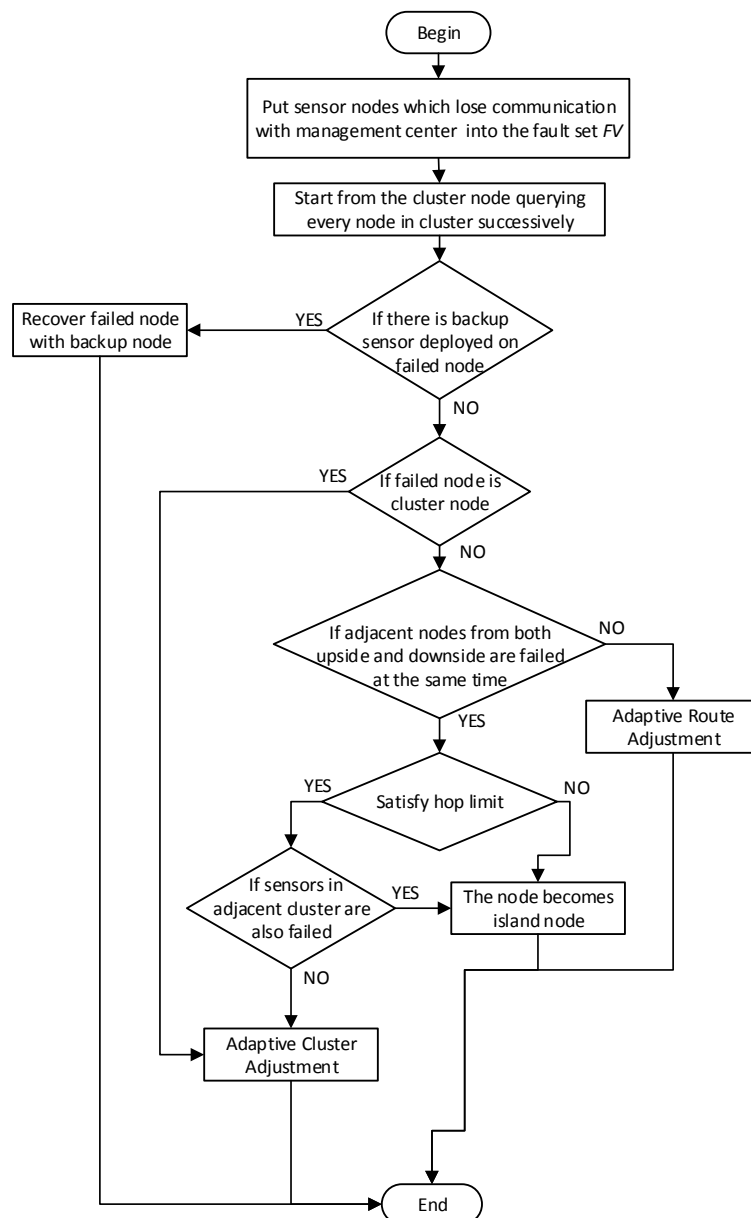 Begin
Put sensor nodes which lose communication
with management center into the fault set FV
Start from the cluster node querying
every node in cluster successively
YES
If there is backup
sensor deployed on
failed node
Recover failed node
with backup node
NO
YES
If failed node is
cluster node
NO
If adjacent nodes from both
upside and downside are failed
at the same time
NO
YES
Adaptive Route
Adjustment
YES
Satisfy hop limit
NO
If sensors in
adjacent cluster are
also failed
YES
The node becomes
island node
NO
Adaptive Cluster
Adjustment
End